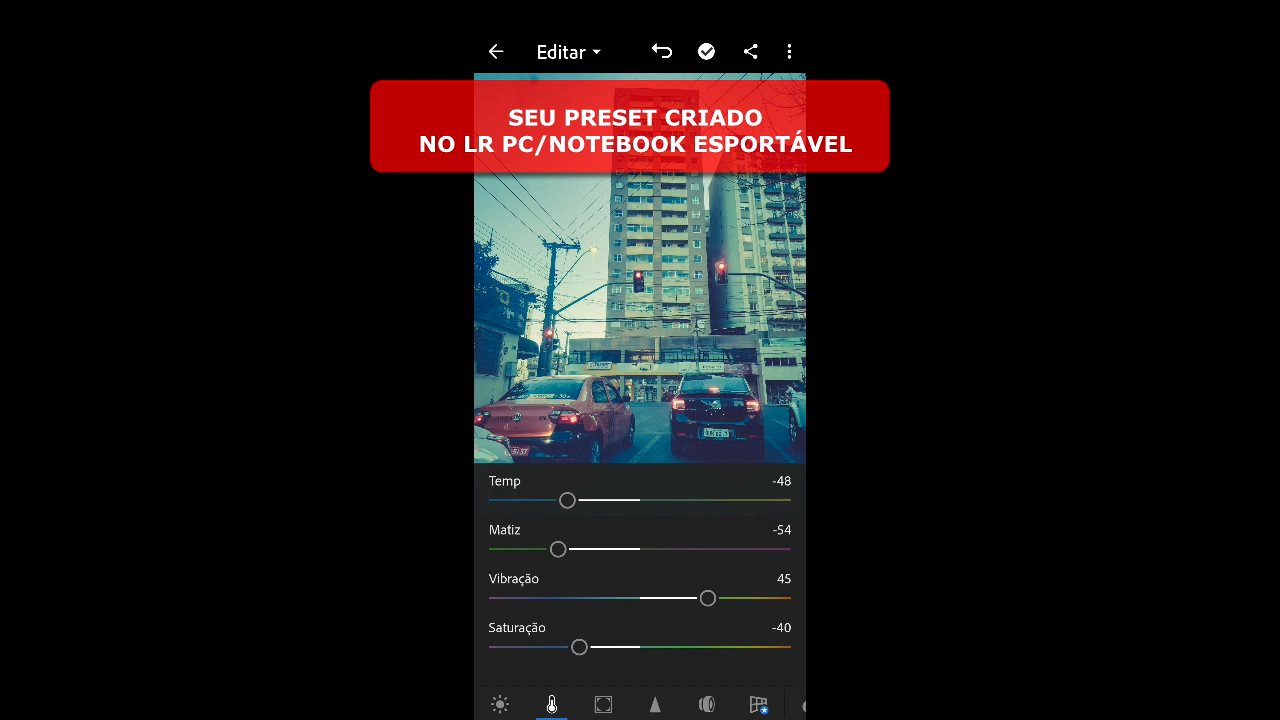 Editar
SEU PRESET CRIADO
NO LR PC/NOTEBOOK ESPORTÁVEL
Temp -48
Matiz -54
Vibração 45
Saturação -40